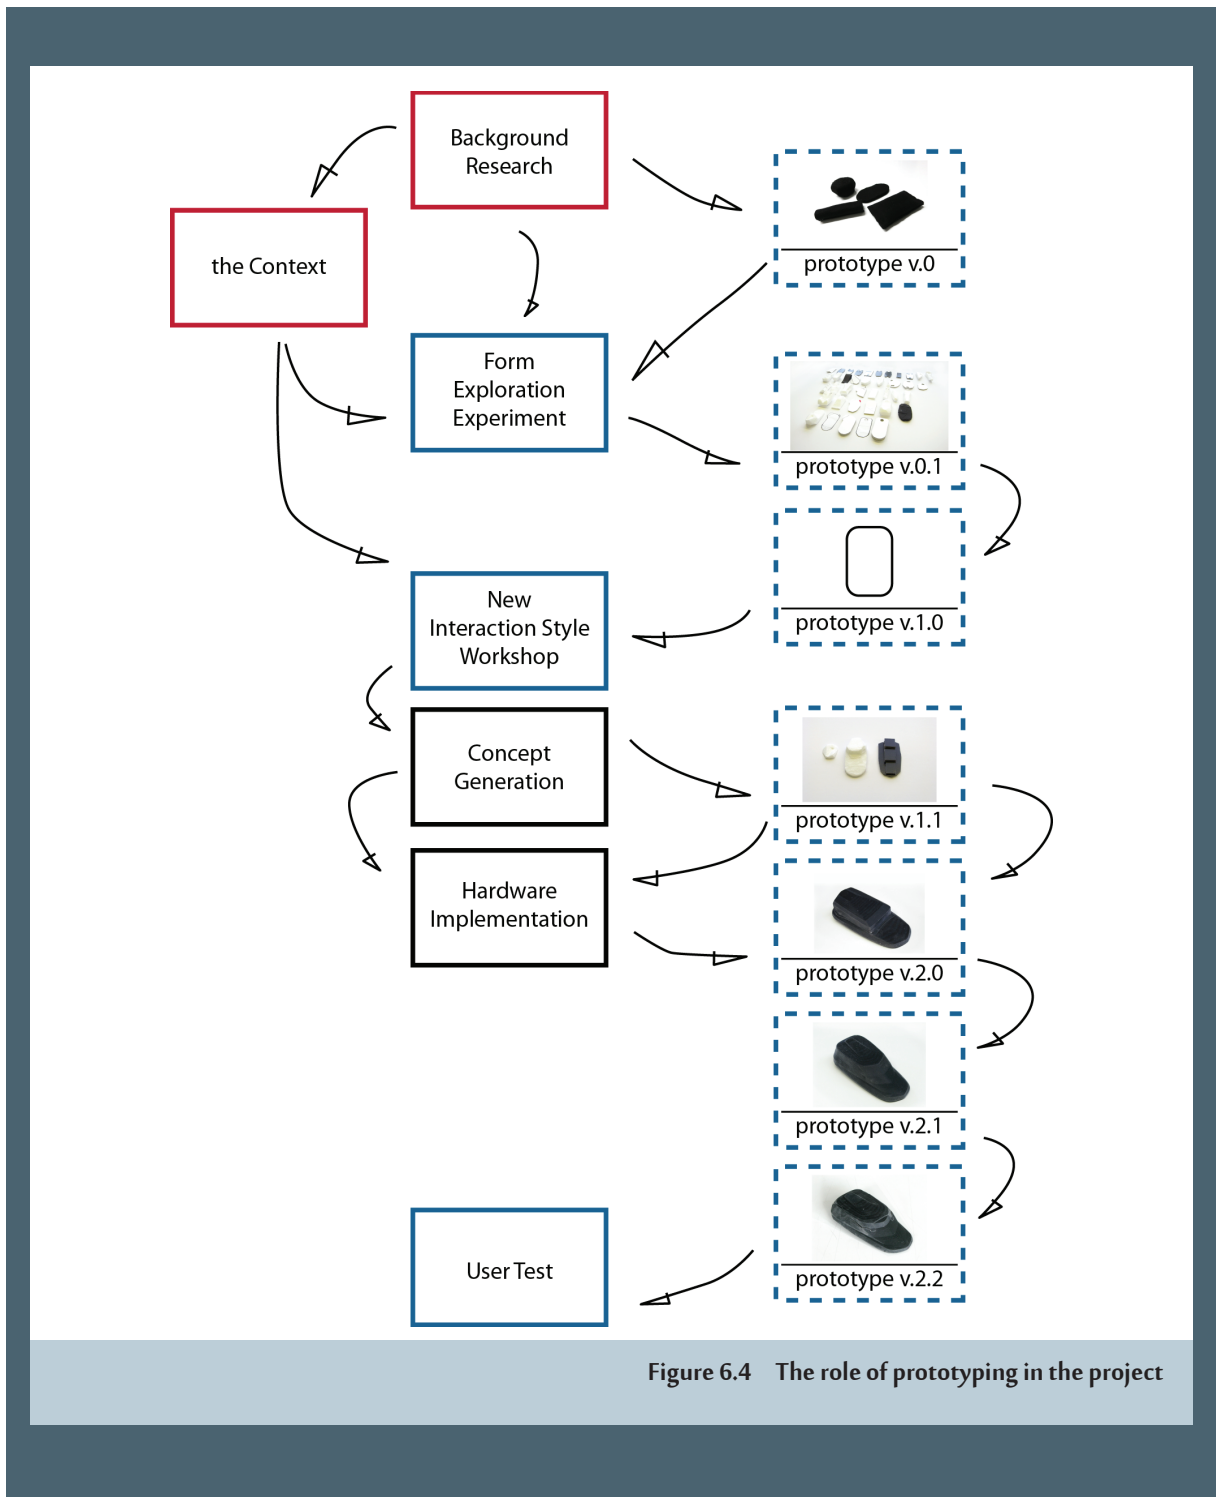 Background
Research
the Context
prototype v.0
Form
Exploration
Experiment
prototype v.0.1
prototype v.1.0
New
Interaction Style
Workshop
Concept
Generation
prototype v.1.1
Hardware
Implementation
prototype v.2.0
prototype v.2.1
User Test
prototype v.2.2
Figure 6.4 The role of prototyping in the project